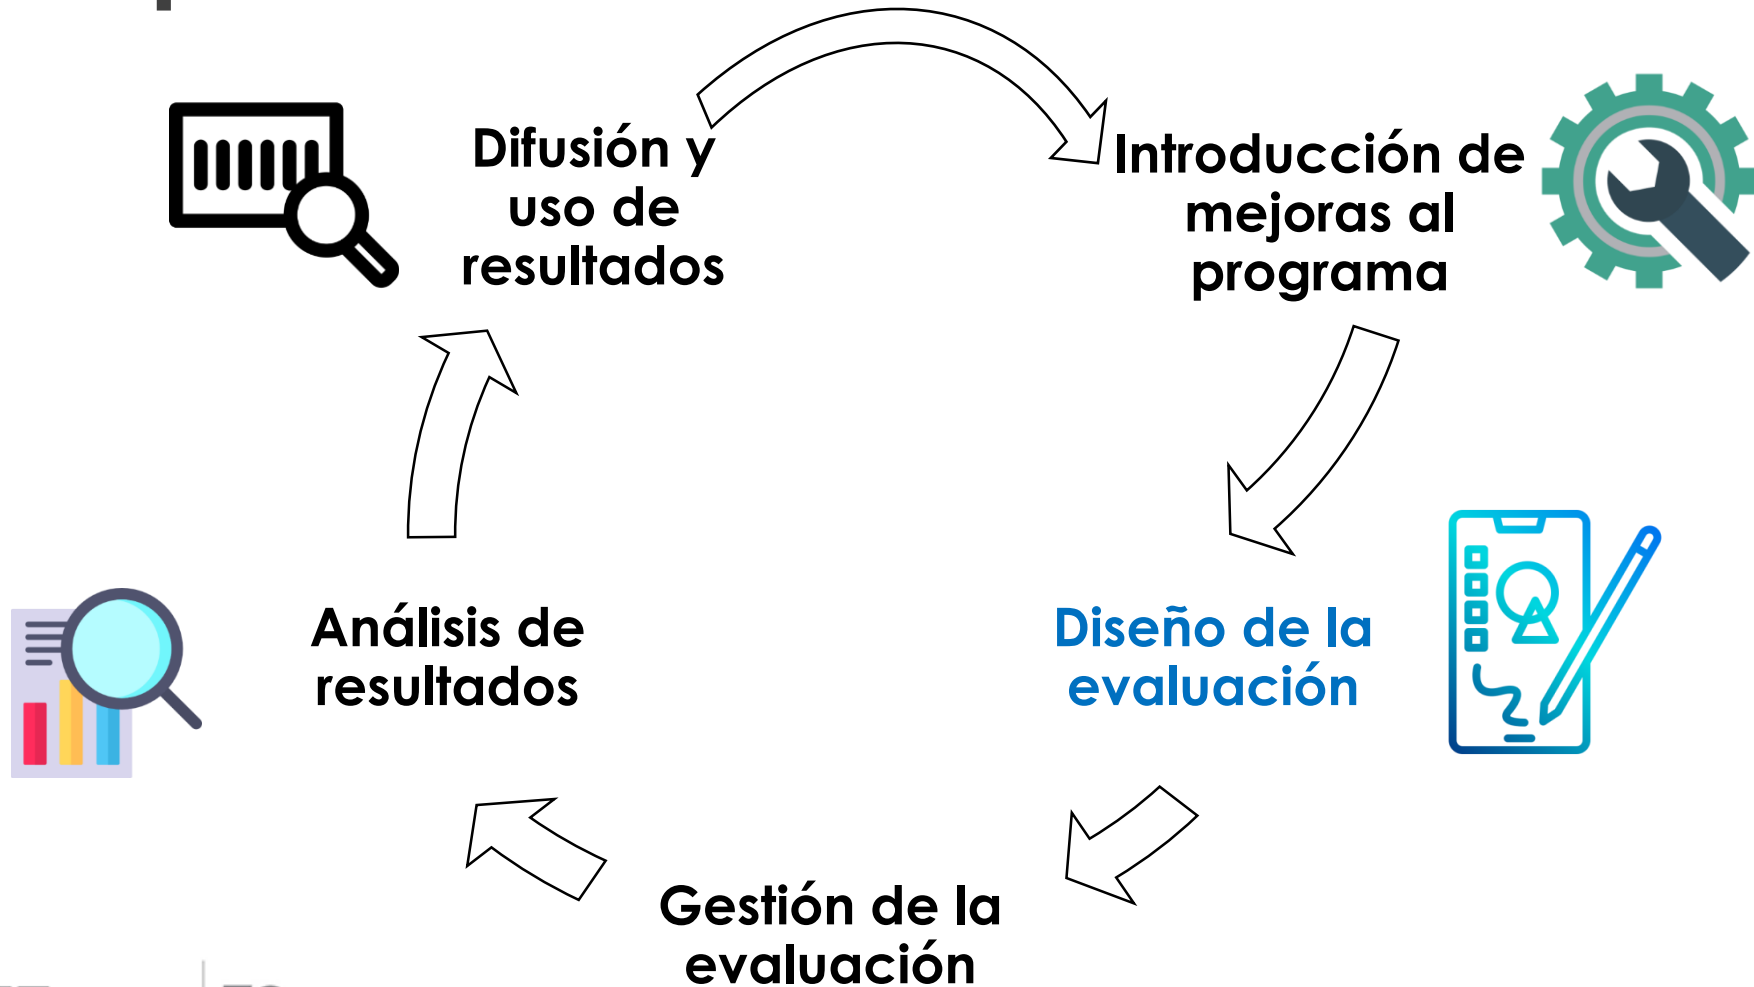 Difusión y
uso de
resultados
Introducción de
mejoras al
programa
Análisis de
resultados
Diseño de la
evaluación
Gestión de la
evaluación